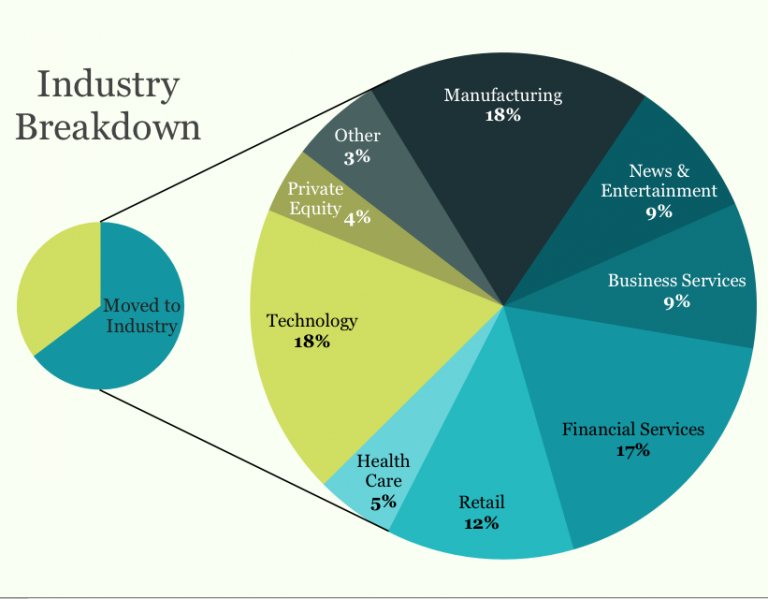 Industry
Breakdown
Moved to
Industry
Manufacturing
18%
News &
Entertainment
9%
Business Services
9%
Financial Services
17%
Retail
12%
Health
Care
5%
Technology
18%
Private
Equity 4%
Other
3%